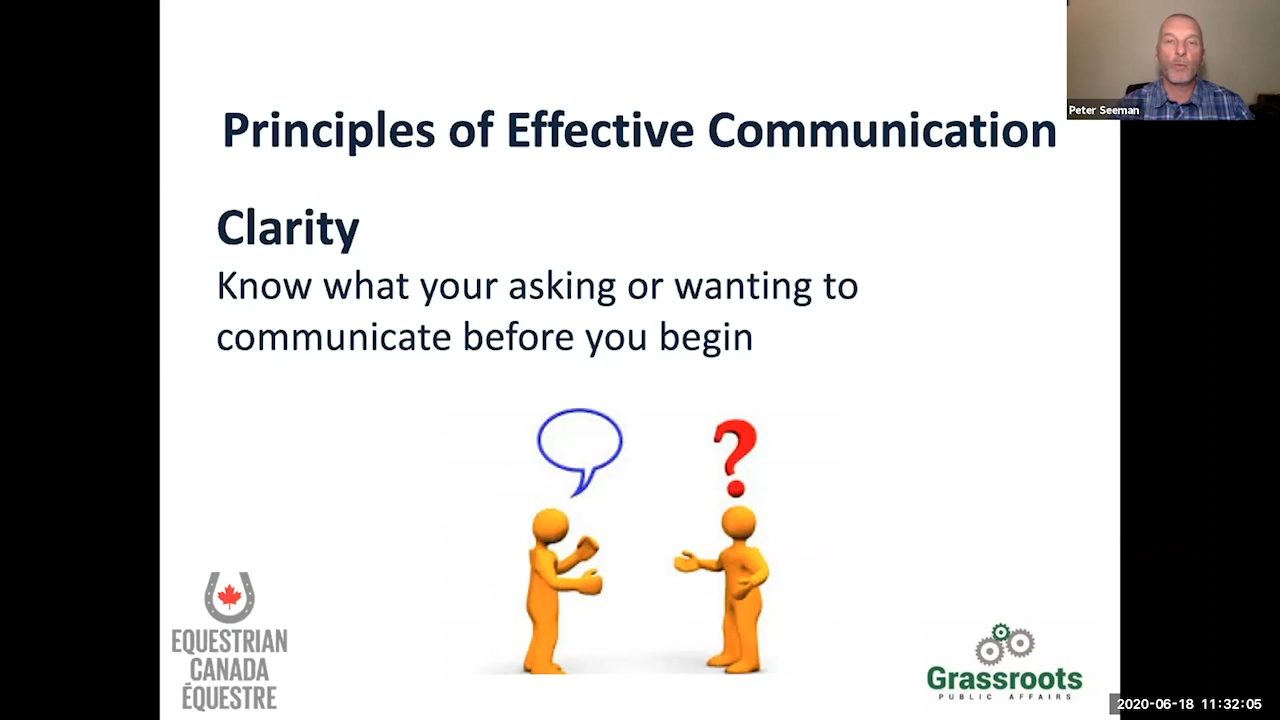 Principles of Effective Communication
Peter Seeman
Clarity
Know what your asking or wanting to
communicate before you begin
?
EQUESTRIAN
CANADA
ÉQUESTRE
Grassroots
PUBLIC AFFAIRS
2020-06-18 11:32:05